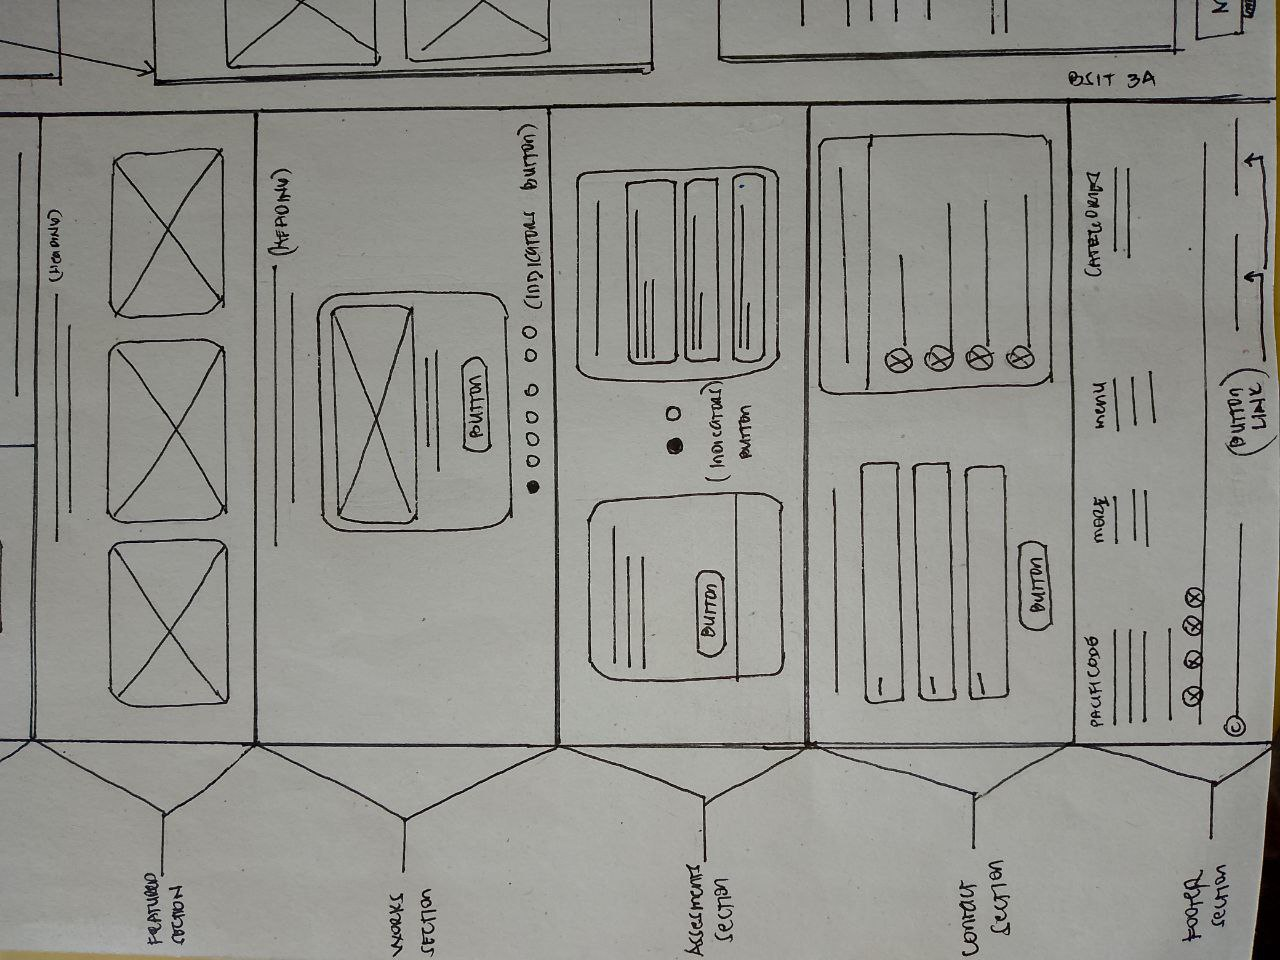 BSIT 3A
(HEADING)
FEATURED
SECTION
(HEADING)
BUTTON
(INDICATORS BUTTON)
WORKS
SECTION
BUTTON
(INDICATORS)
BUTTON
ASSESMENTS
SECTION
BUTTON
CONTACT
SECTION
PACIFICODE
MORE
MENU
CATEGORIES
©
(BUTTON)
LINK)
FOOTER
SECTION